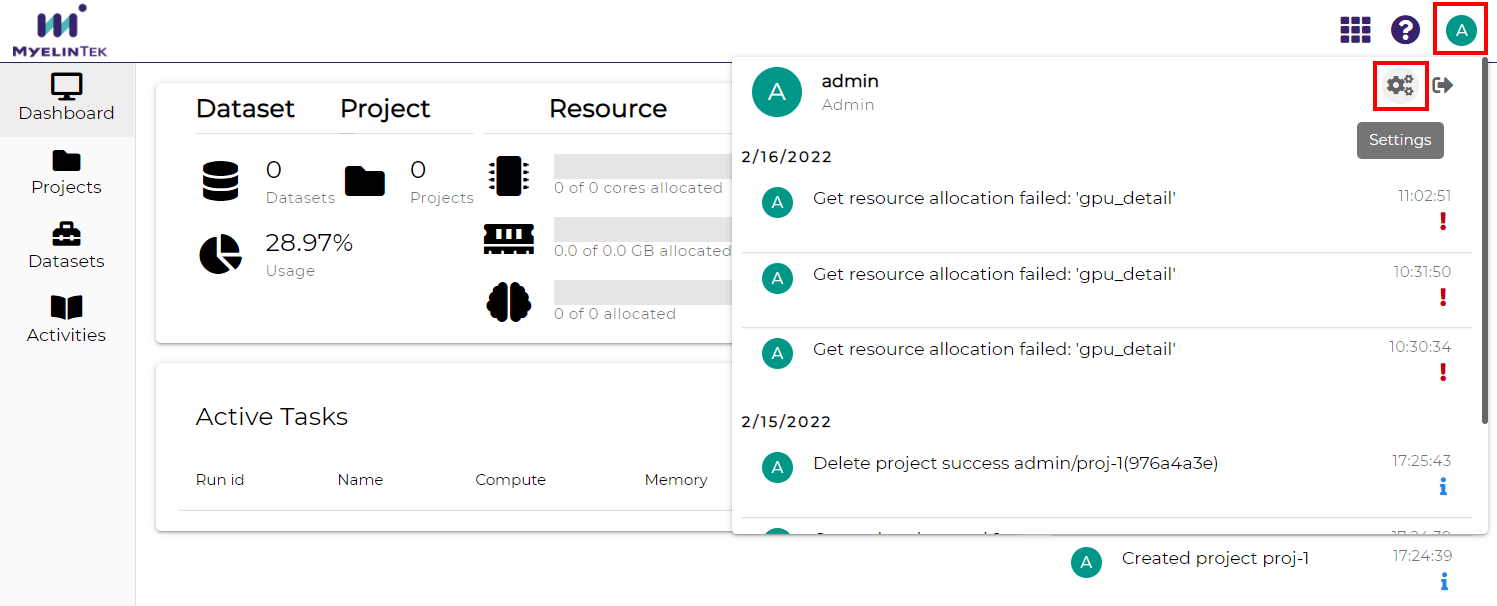 MYELINTEK
?
A
Dashboard
Projects
Datasets
Activities
Dataset
Project
Resource
0
Datasets
0
Projects
28.97%
Usage
0 of 0 cores allocated
0.0 of 0.0 GB allocated
0 of 0 allocated
Active Tasks
Run id Name Compute Memory
A
admin
Admin
Settings
2/16/2022
A
Get resource allocation failed: 'gpu_detail'
11:02:51
A
Get resource allocation failed: 'gpu_detail'
10:31:50
A
Get resource allocation failed: 'gpu_detail'
10:30:34
2/15/2022
A
Delete project success admin/proj-1(976a4a3e)
17:25:43
A
Created project proj-1
17:24:39